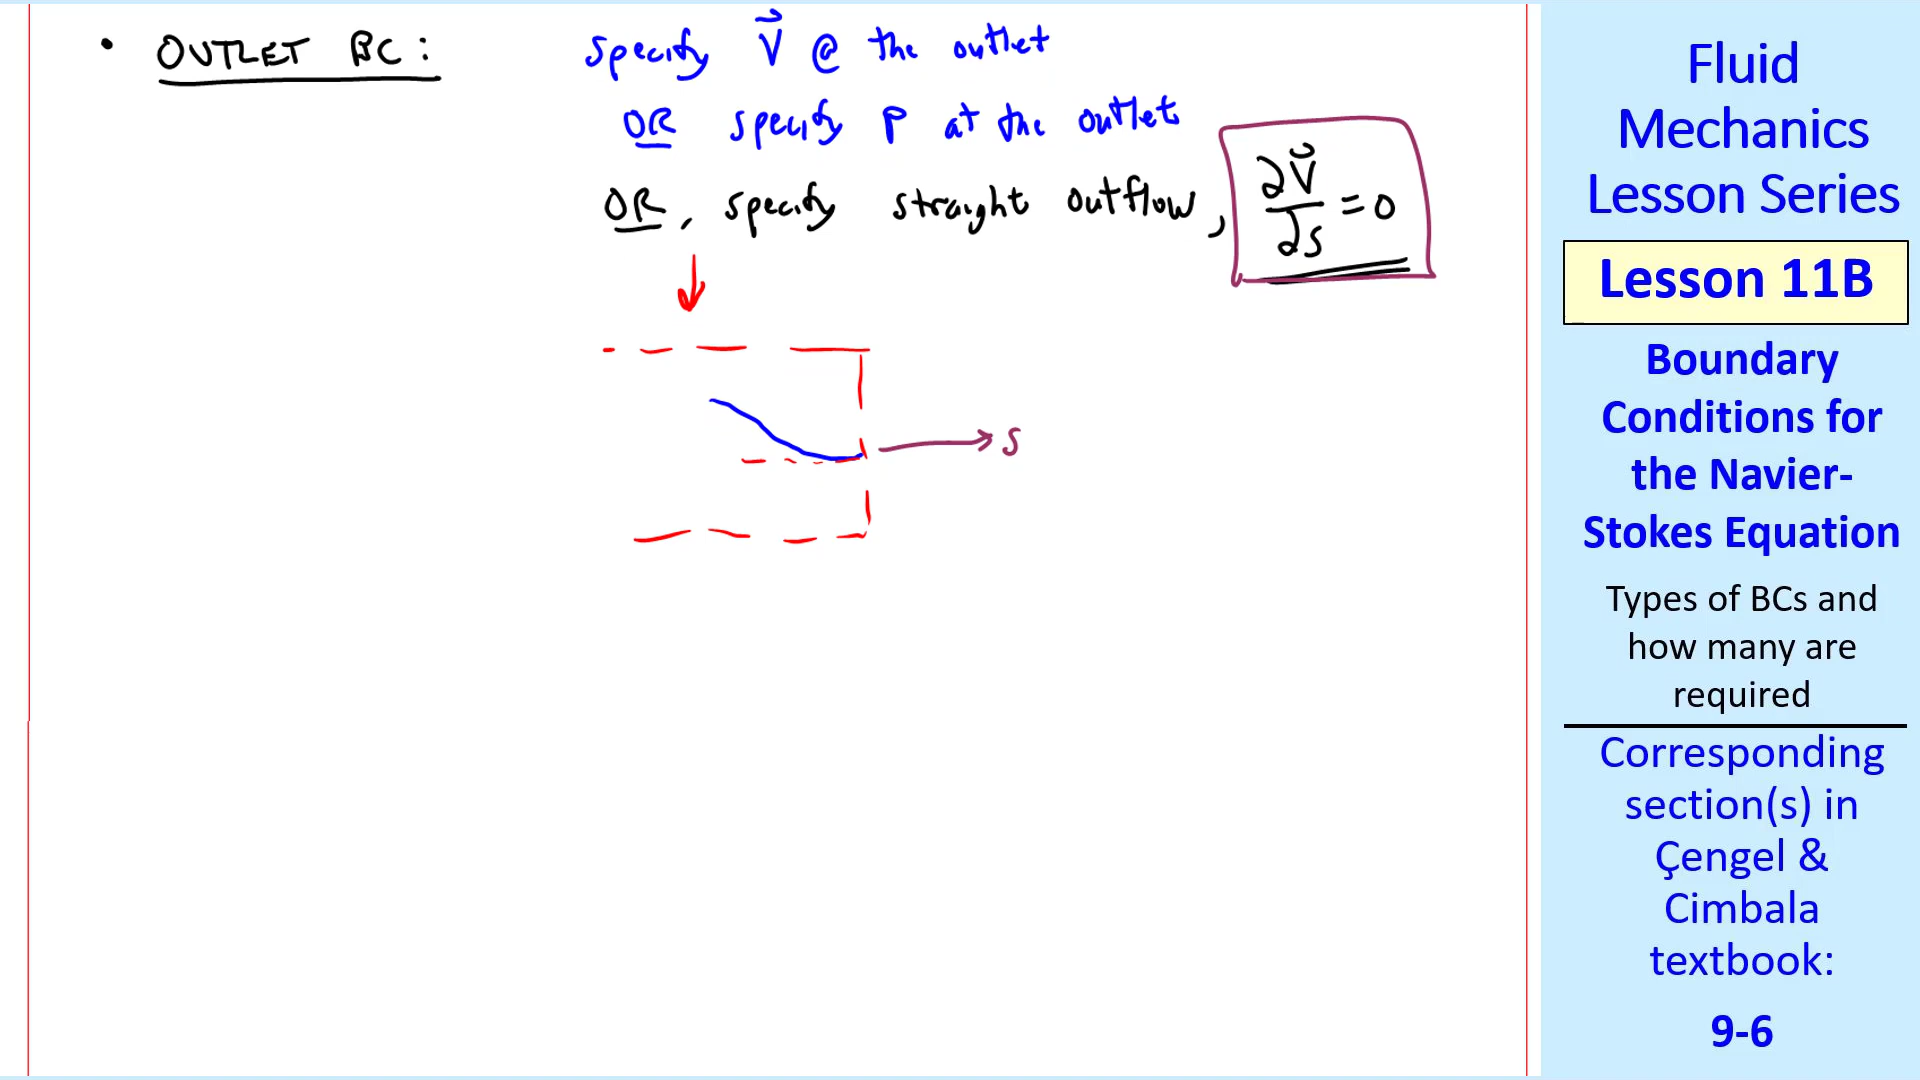 • OUTLET BC: specify V⃗ @ the outlet
OR specify P at the outlet
OR, specify straight outflow, ∂V⃗/∂s = 0
s
Fluid
Mechanics
Lesson Series
Lesson 11B
Boundary
Conditions for
the Navier-
Stokes Equation
Types of BCs and
how many are
required
Corresponding
section(s) in
Çengel &
Cimbala
textbook:
9-6